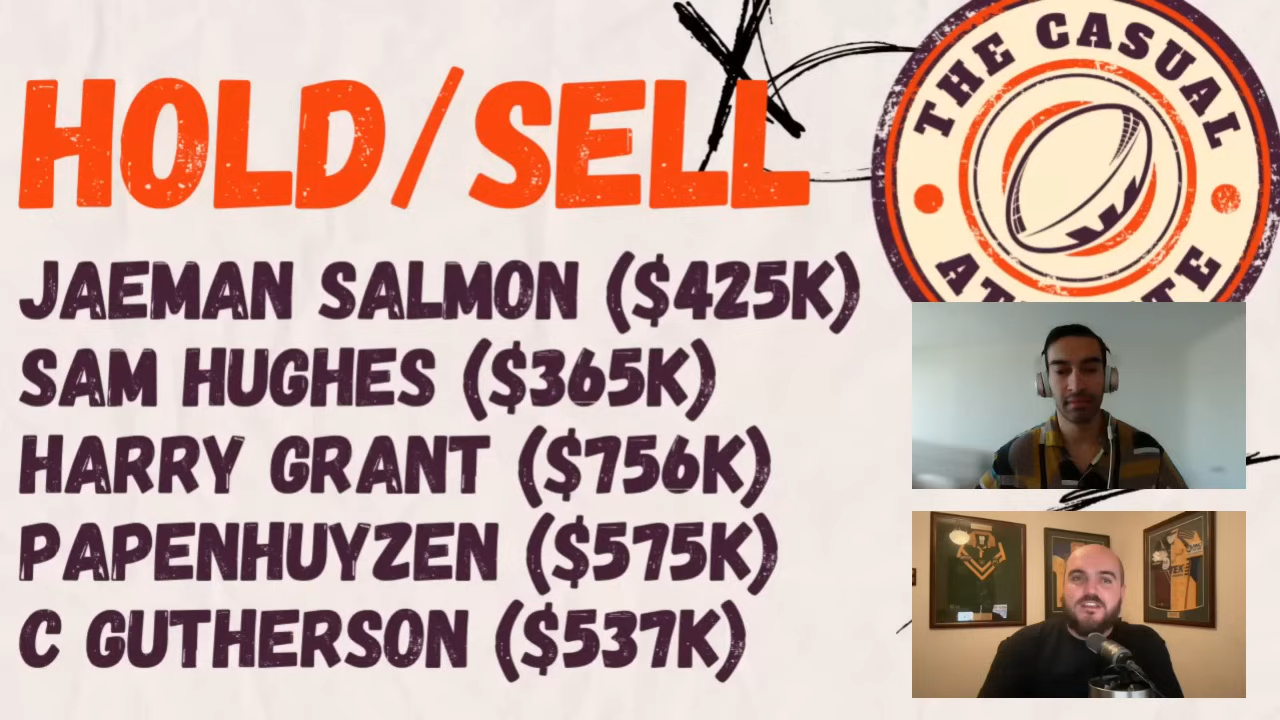 HOLD/SELL
JAEMAN SALMON ($425K)
SAM HUGHES ($365K)
HARRY GRANT ($756K)
PAPENHUYZEN ($575K)
C GUTHERSON ($537K)
THE CASUAL